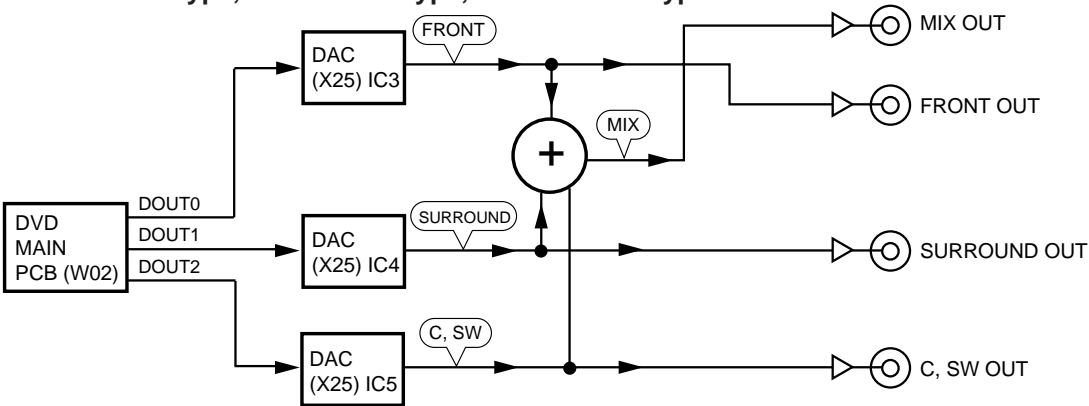 FRONT
MIX OUT
DAC
(X25) IC3
FRONT OUT
MIX
+
DOUT0
DVD
MAIN
PCB (W02)
DOUT1
DOUT2
SURROUND
DAC
(X25) IC4
SURROUND OUT
C, SW
DAC
(X25) IC5
C, SW OUT